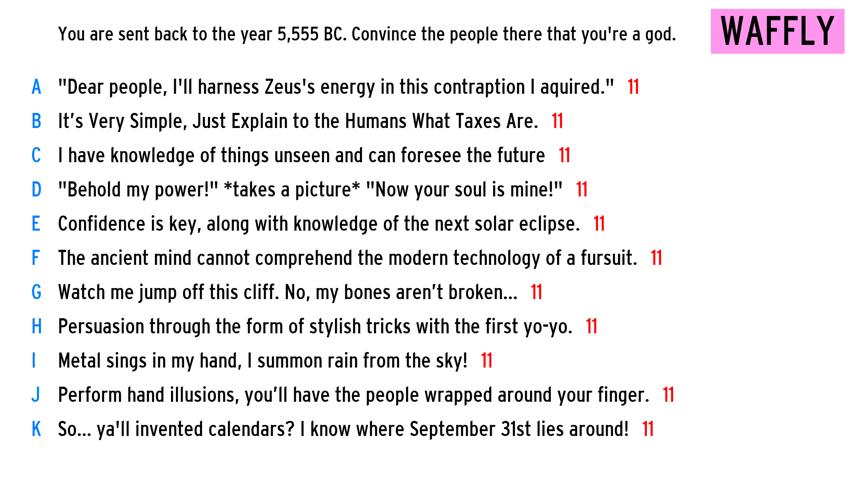 You are sent back to the year 5,555 BC. Convince the people there that you're a god.
WAFFLY
A "Dear people, I'll harness Zeus's energy in this contraption I aquired." 11
B It’s Very Simple, Just Explain to the Humans What Taxes Are. 11
C I have knowledge of things unseen and can foresee the future 11
D "Behold my power!" *takes a picture* "Now your soul is mine!" 11
E Confidence is key, along with knowledge of the next solar eclipse. 11
F The ancient mind cannot comprehend the modern technology of a fursuit. 11
G Watch me jump off this cliff. No, my bones aren’t broken... 11
H Persuasion through the form of stylish tricks with the first yo-yo. 11
I Metal sings in my hand, I summon rain from the sky! 11
J Perform hand illusions, you’ll have the people wrapped around your finger. 11
K So... ya'll invented calendars? I know where September 31st lies around! 11